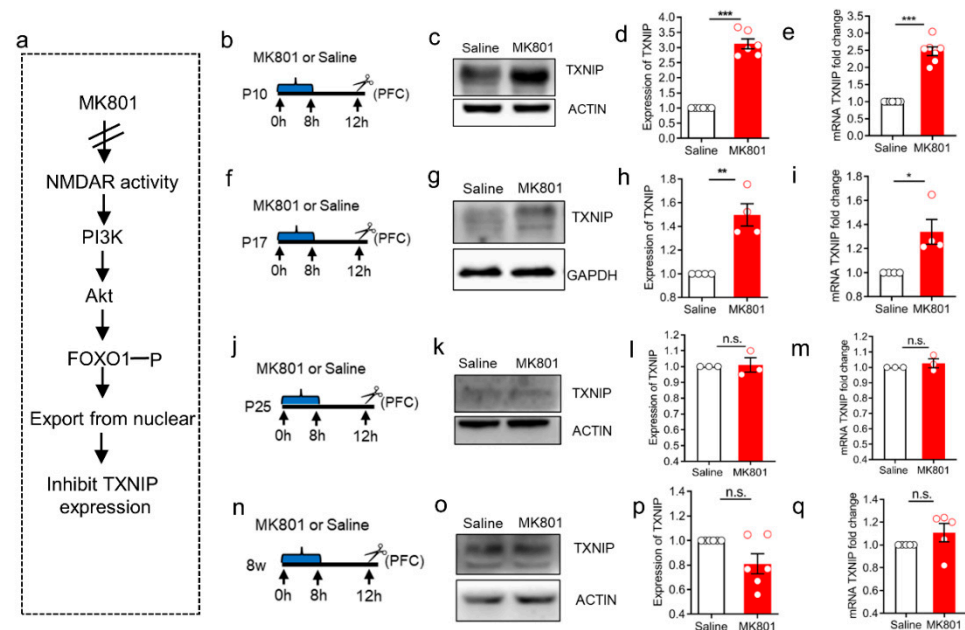 a
MK801
NMDAR activity
PI3K
Akt
FOXO1—P
Export from nuclear
Inhibit TXNIP
expression
b
MK801 or Saline
P10
(PFC)
0h 8h 12h
c
Saline MK801
TXNIP
ACTIN
d
Expression of TXNIP
4.0
3.5
3.0
2.5
2.0
1.5
1.0
0.5
0.0
***
Saline MK801
e
mRNA TXNIP fold change
3.0
2.5
2.0
1.5
1.0
0.5
0.0
***
Saline MK801
f
MK801 or Saline
P17
(PFC)
0h 8h 12h
g
Saline MK801
TXNIP
GAPDH
h
Expression of TXNIP
2.0
1.8
1.6
1.4
1.2
1.0
0.8
**
Saline MK801
i
mRNA TXNIP fold change
1.8
1.6
1.4
1.2
1.0
0.8
*
Saline MK801
j
MK801 or Saline
P25
(PFC)
0h 8h 12h
k
Saline MK801
TXNIP
ACTIN
l
Expression of TXNIP
1.3
1.2
1.1
1.0
0.9
0.8
0.7
0.6
n.s.
Saline MK801
m
mRNA TXNIP fold change
1.2
1.1
1.0
0.9
0.8
0.7
0.6
n.s.
Saline MK801
n
MK801 or Saline
8w
(PFC)
0h 8h 12h
o
Saline MK801
TXNIP
ACTIN
p
Expression of TXNIP
1.4
1.2
1.0
0.8
0.6
0.4
n.s.
Saline MK801
q
mRNA TXNIP fold change
1.4
1.2
1.0
0.8
0.6
n.s.
Saline MK801